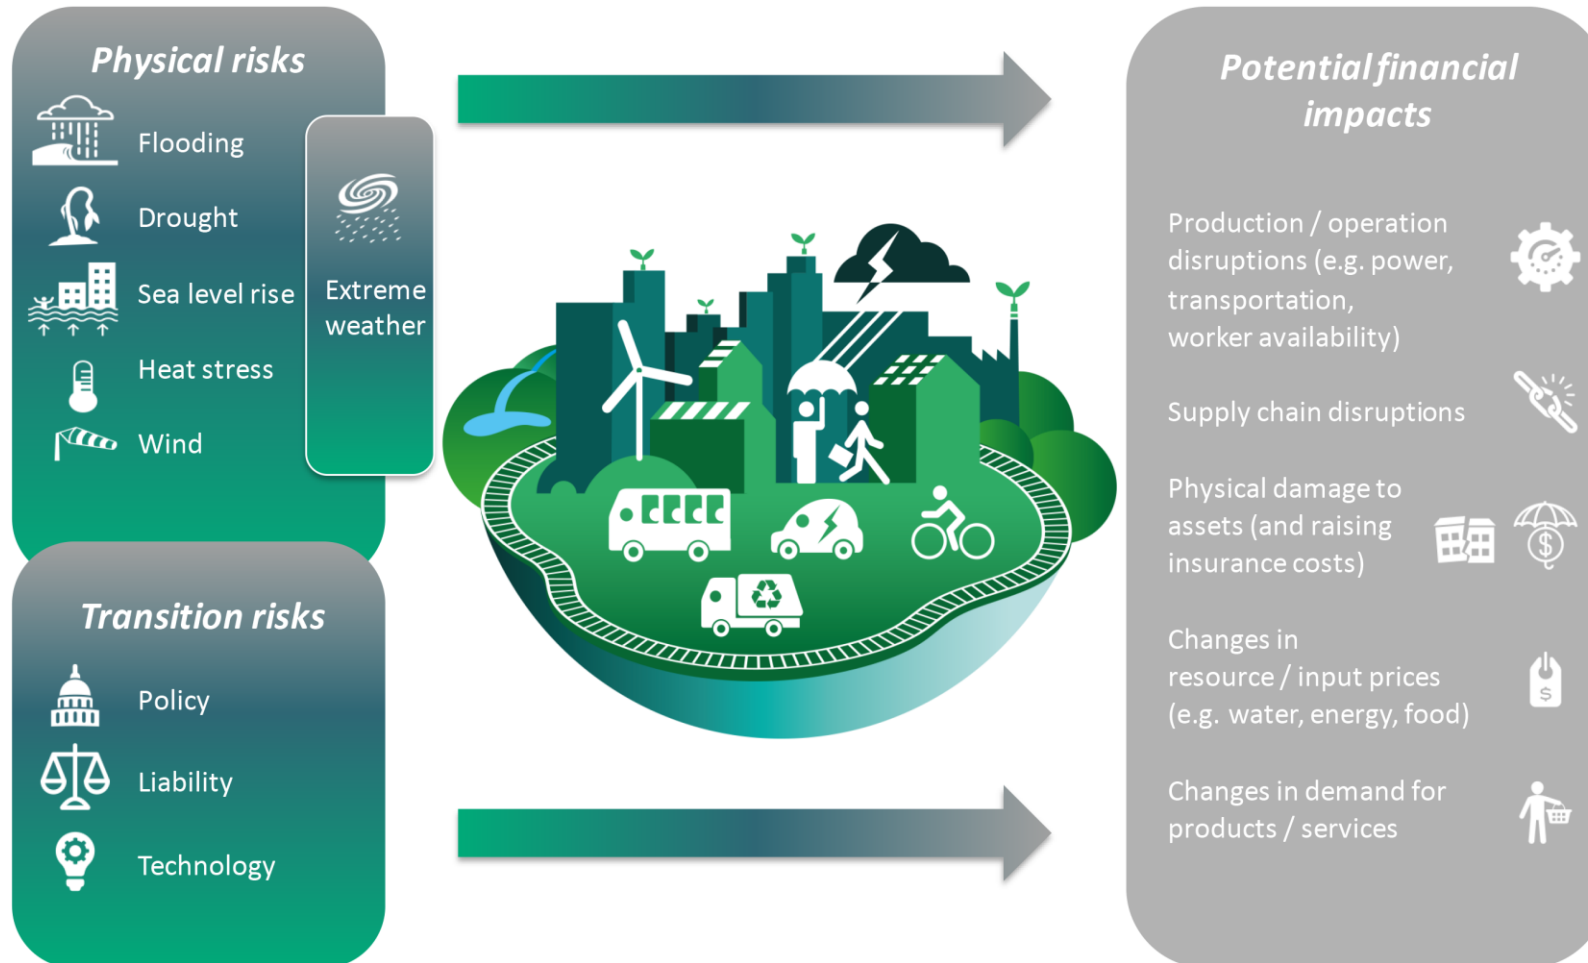 Physical risks
Flooding
Drought
Sea level rise
Heat stress
Wind
Extreme
weather
Transition risks
Policy
Liability
Technology
Potential financial
impacts
Production / operation
disruptions (e.g. power,
transportation,
worker availability)
Supply chain disruptions
Physical damage to
assets (and raising
insurance costs)
$
Changes in
resource / input prices
(e.g. water, energy, food)
$
Changes in demand for
products / services